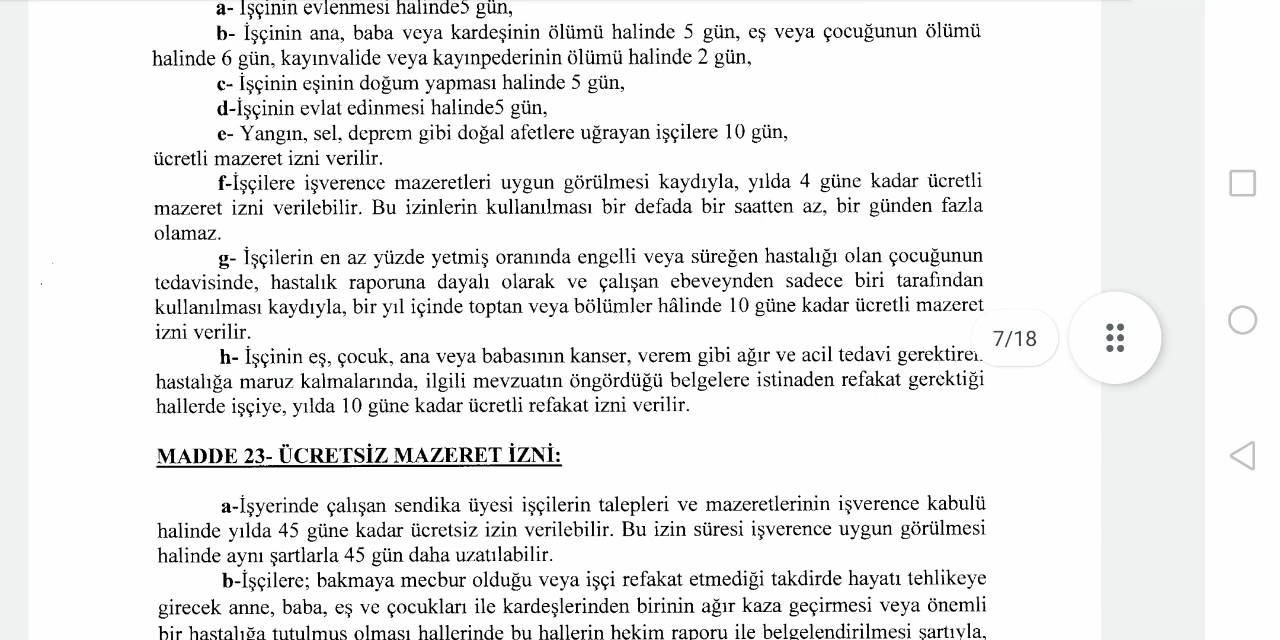 a- İşçinin evlenmesi halinde5 gün,
b- İşçinin ana, baba veya kardeşinin ölümü halinde 5 gün, eş veya çocuğunun ölümü
halinde 6 gün, kayınvalide veya kayınpederinin ölümü halinde 2 gün,
c- İşçinin eşinin doğum yapması halinde 5 gün,
d-İşçinin evlat edinmesi halinde5 gün,
e- Yangın, sel, deprem gibi doğal afetlere uğrayan işçilere 10 gün,
ücretli mazeret izni verilir.
f-İşçilere işverence mazeretleri uygun görülmesi kaydıyla, yılda 4 güne kadar ücretli
mazeret izni verilebilir. Bu izinlerin kullanılması bir defada bir saatten az, bir günden fazla
olamaz.
g- İşçilerin en az yüzde yetmiş oranında engelli veya süreğen hastalığı olan çocuğunun
tedavisinde, hastalık raporuna dayalı olarak ve çalışan ebeveynden sadece biri tarafından
kullanılması kaydıyla, bir yıl içinde toptan veya bölümler hâlinde 10 güne kadar ücretli mazeret
izni verilir.
7/18
h- İşçinin eş, çocuk, ana veya babasının kanser, verem gibi ağır ve acil tedavi gerektiren
hastalığa maruz kalmalarında, ilgili mevzuatın öngördüğü belgelere istinaden refakat gerektiği
hallerde işçiye, yılda 10 güne kadar ücretli refakat izni verilir.
MADDE 23- ÜCRETSİZ MAZERET İZNİ:
a-İşyerinde çalışan sendika üyesi işçilerin talepleri ve mazeretlerinin işverence kabulü
halinde yılda 45 güne kadar ücretsiz izin verilebilir. Bu izin süresi işverence uygun görülmesi
halinde aynı şartlarla 45 gün daha uzatılabilir.
b-İşçilere; bakmaya mecbur olduğu veya işçi refakat etmediği takdirde hayatı tehlikeye
girecek anne, baba, eş ve çocukları ile kardeşlerinden birinin ağır kaza geçirmesi veya önemli
bir hastalığa tutulmuş olması hallerinde bu hallerin hekim raporu ile belgelendirilmesi şartıyla,